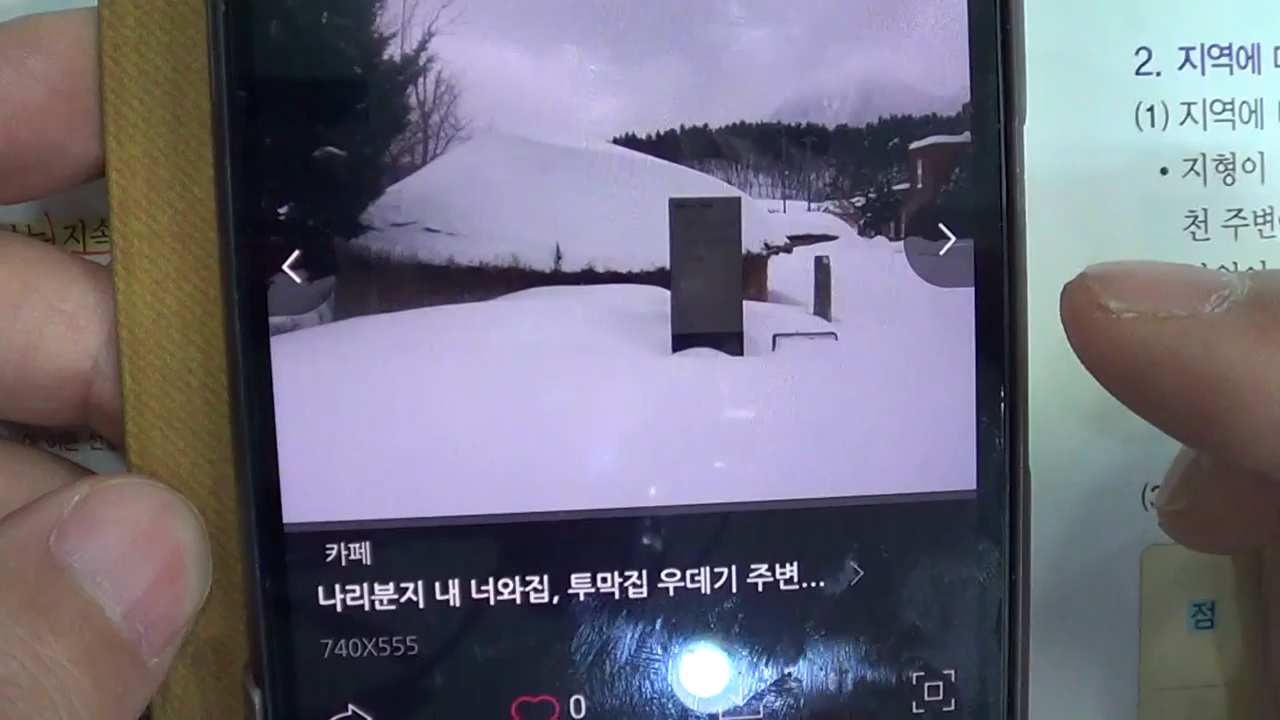 카페
나리분지 내 너와집, 투막집 우데기 주변...
740X555
0
지속
2. 지역에
(1) 지역에
• 지형이
천 주변
점